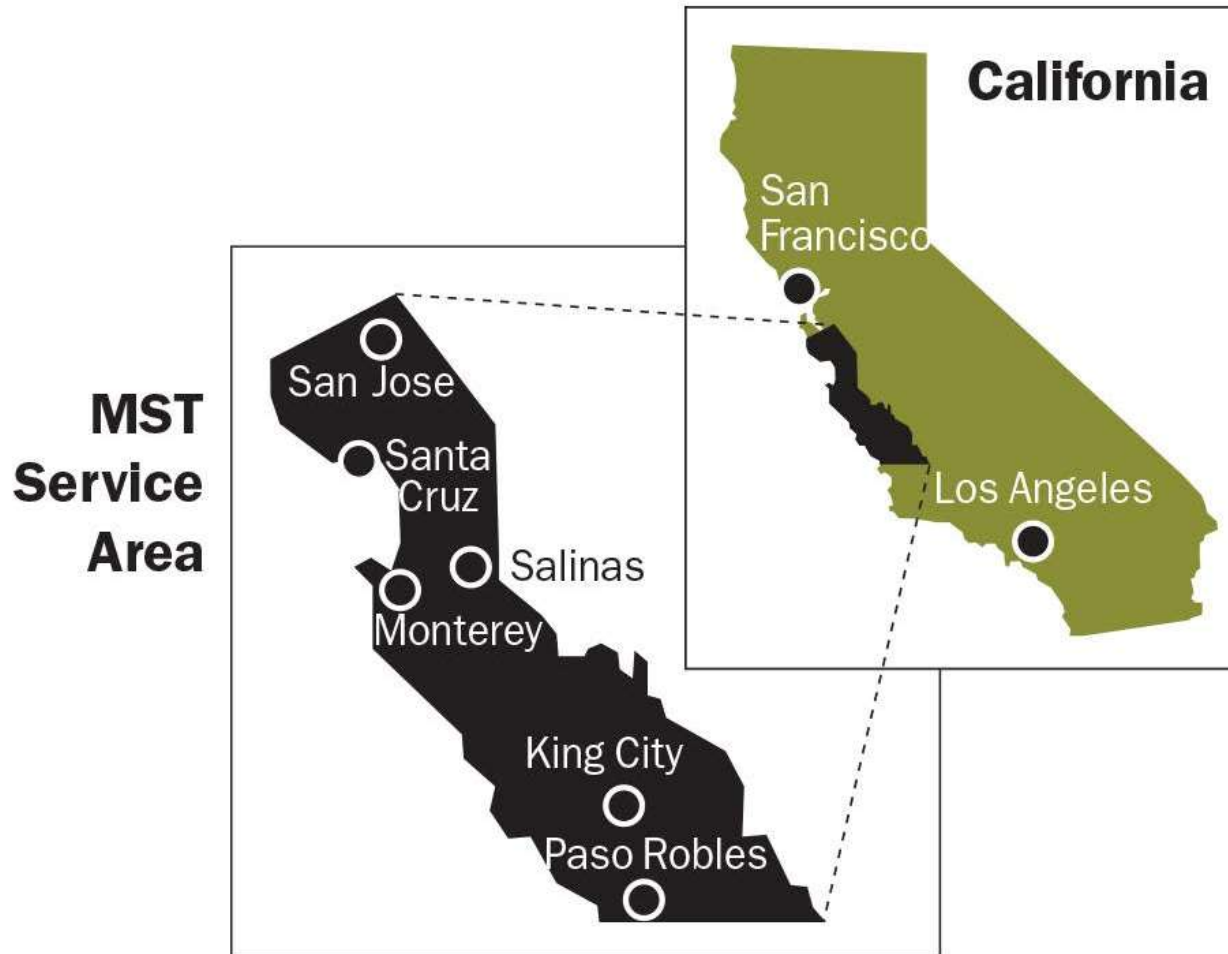 California
San
Francisco
Los Angeles
MST
Service
Area
San Jose
Santa
Cruz
Salinas
Monterey
King City
Paso Robles